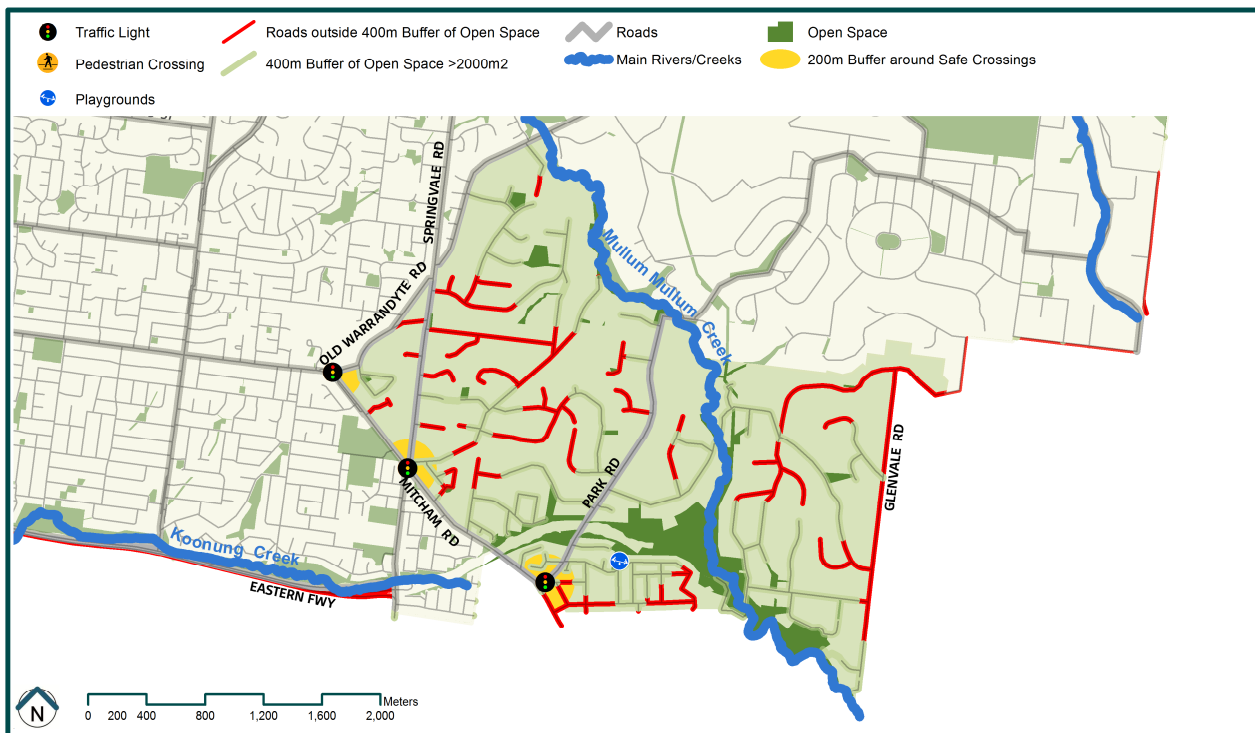 Traffic Light
Roads outside 400m Buffer of Open Space
Roads
Open Space
Pedestrian Crossing
400m Buffer of Open Space >2000m2
Main Rivers/Creeks
200m Buffer around Safe Crossings
Playgrounds
SPRINGVALE RD
OLD WARRANDYTE RD
Mullum Mullum Creek
MITCHAM RD
PARK RD
GLENVALE RD
Koonung Creek
EASTERN FWY
N
Meters
0 200 400 800 1,200 1,600 2,000